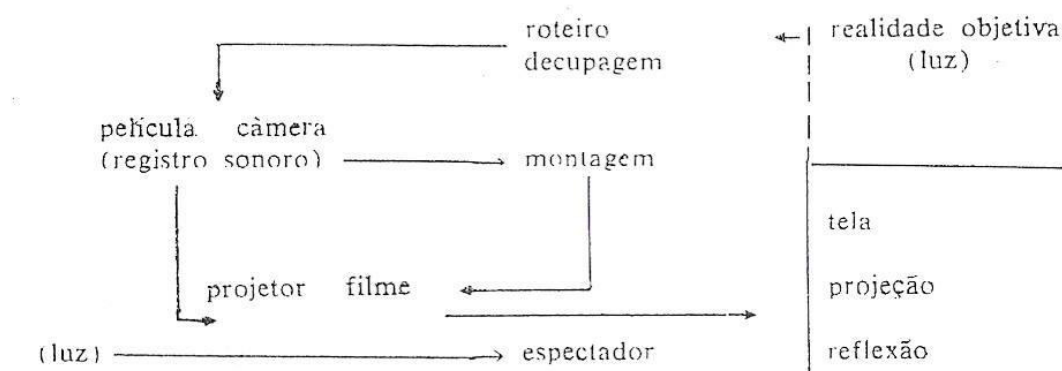 roteiro
decupagem
realidade objetiva
(luz)
película câmera
(registro sonoro)
montagem
tela
projetor filme
projeção
(luz)
espectador
reflexão